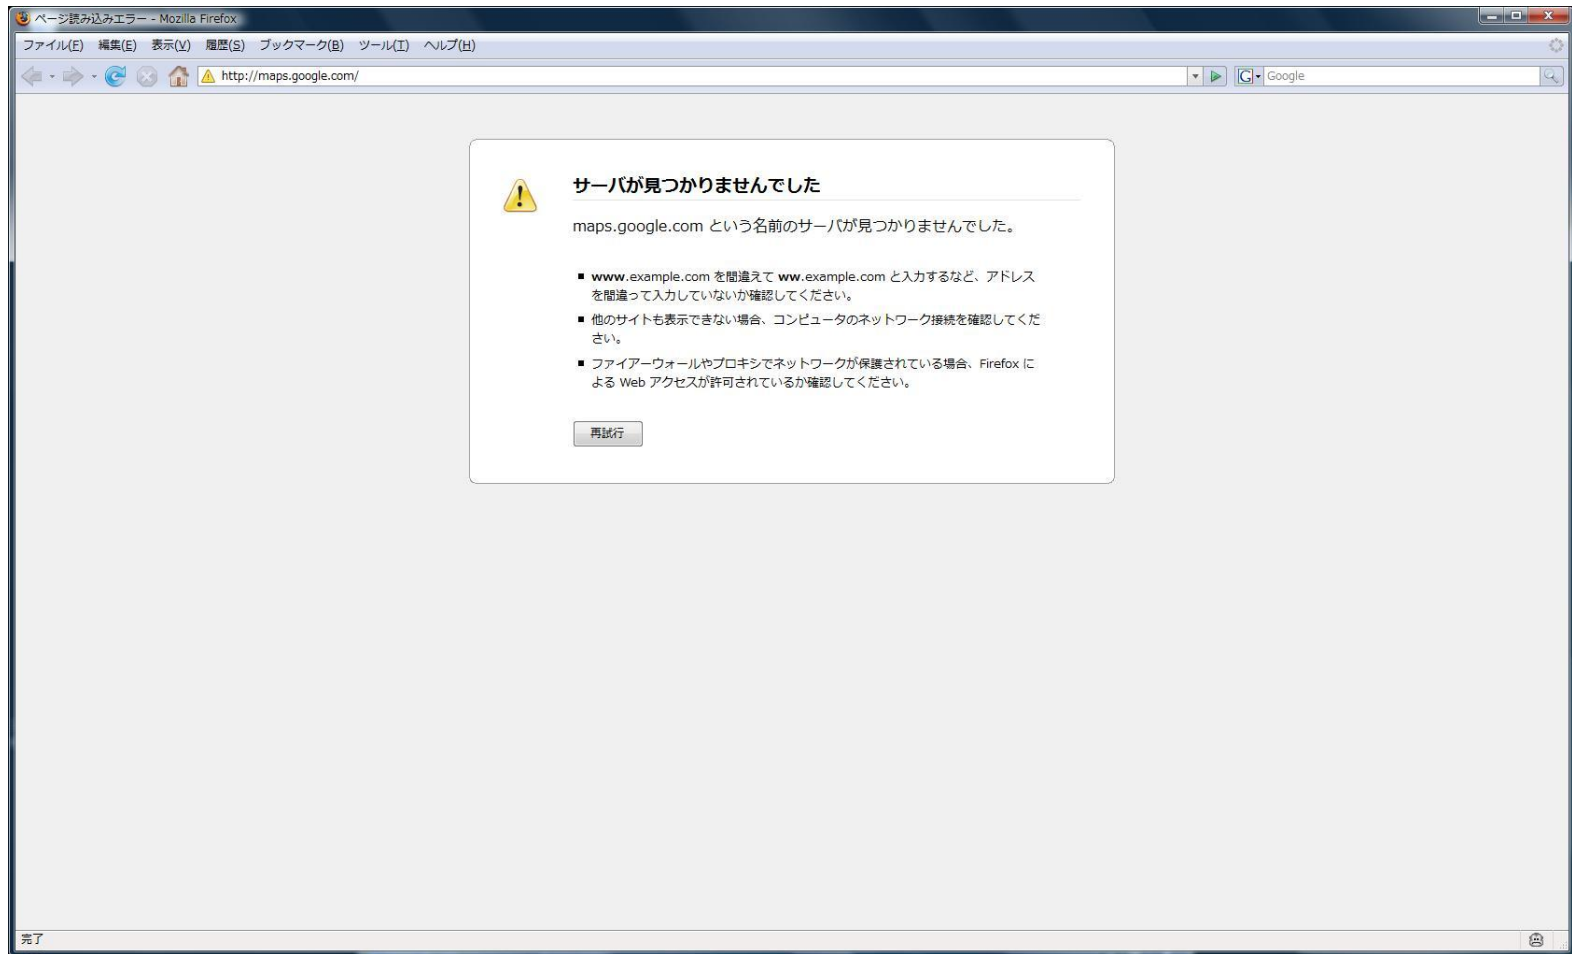 ページ読み込みエラー - Mozilla Firefox
ファイル(F) 編集(E) 表示(V) 履歴(S) ブックマーク(B) ツール(T) ヘルプ(H)
http://maps.google.com/ G Google
サーバが見つかりませんでした
maps.google.com という名前のサーバが見つかりませんでした。
www.example.com を間違えて ww.example.com と入力するなど、アドレス
を間違って入力していないか確認してください。
他のサイトも表示できない場合、コンピュータのネットワーク接続を確認してくだ
さい。
ファイアーウォールやプロキシでネットワークが保護されている場合、Firefox に
よる Web アクセスが許可されているか確認してください。
再試行
完了